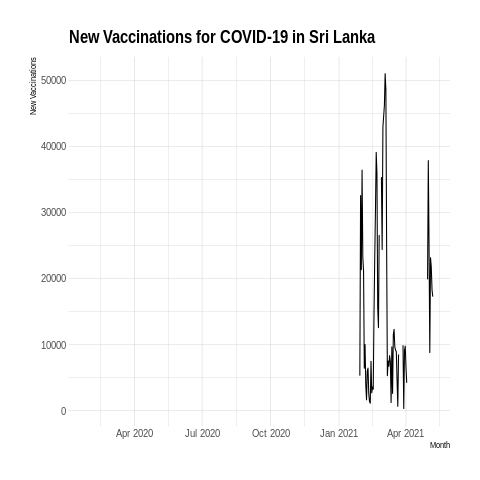 New Vaccinations for COVID-19 in Sri Lanka
New Vaccinations
50000
40000
30000
20000
10000
0
Apr 2020 Jul 2020 Oct 2020 Jan 2021 Apr 2021
Month